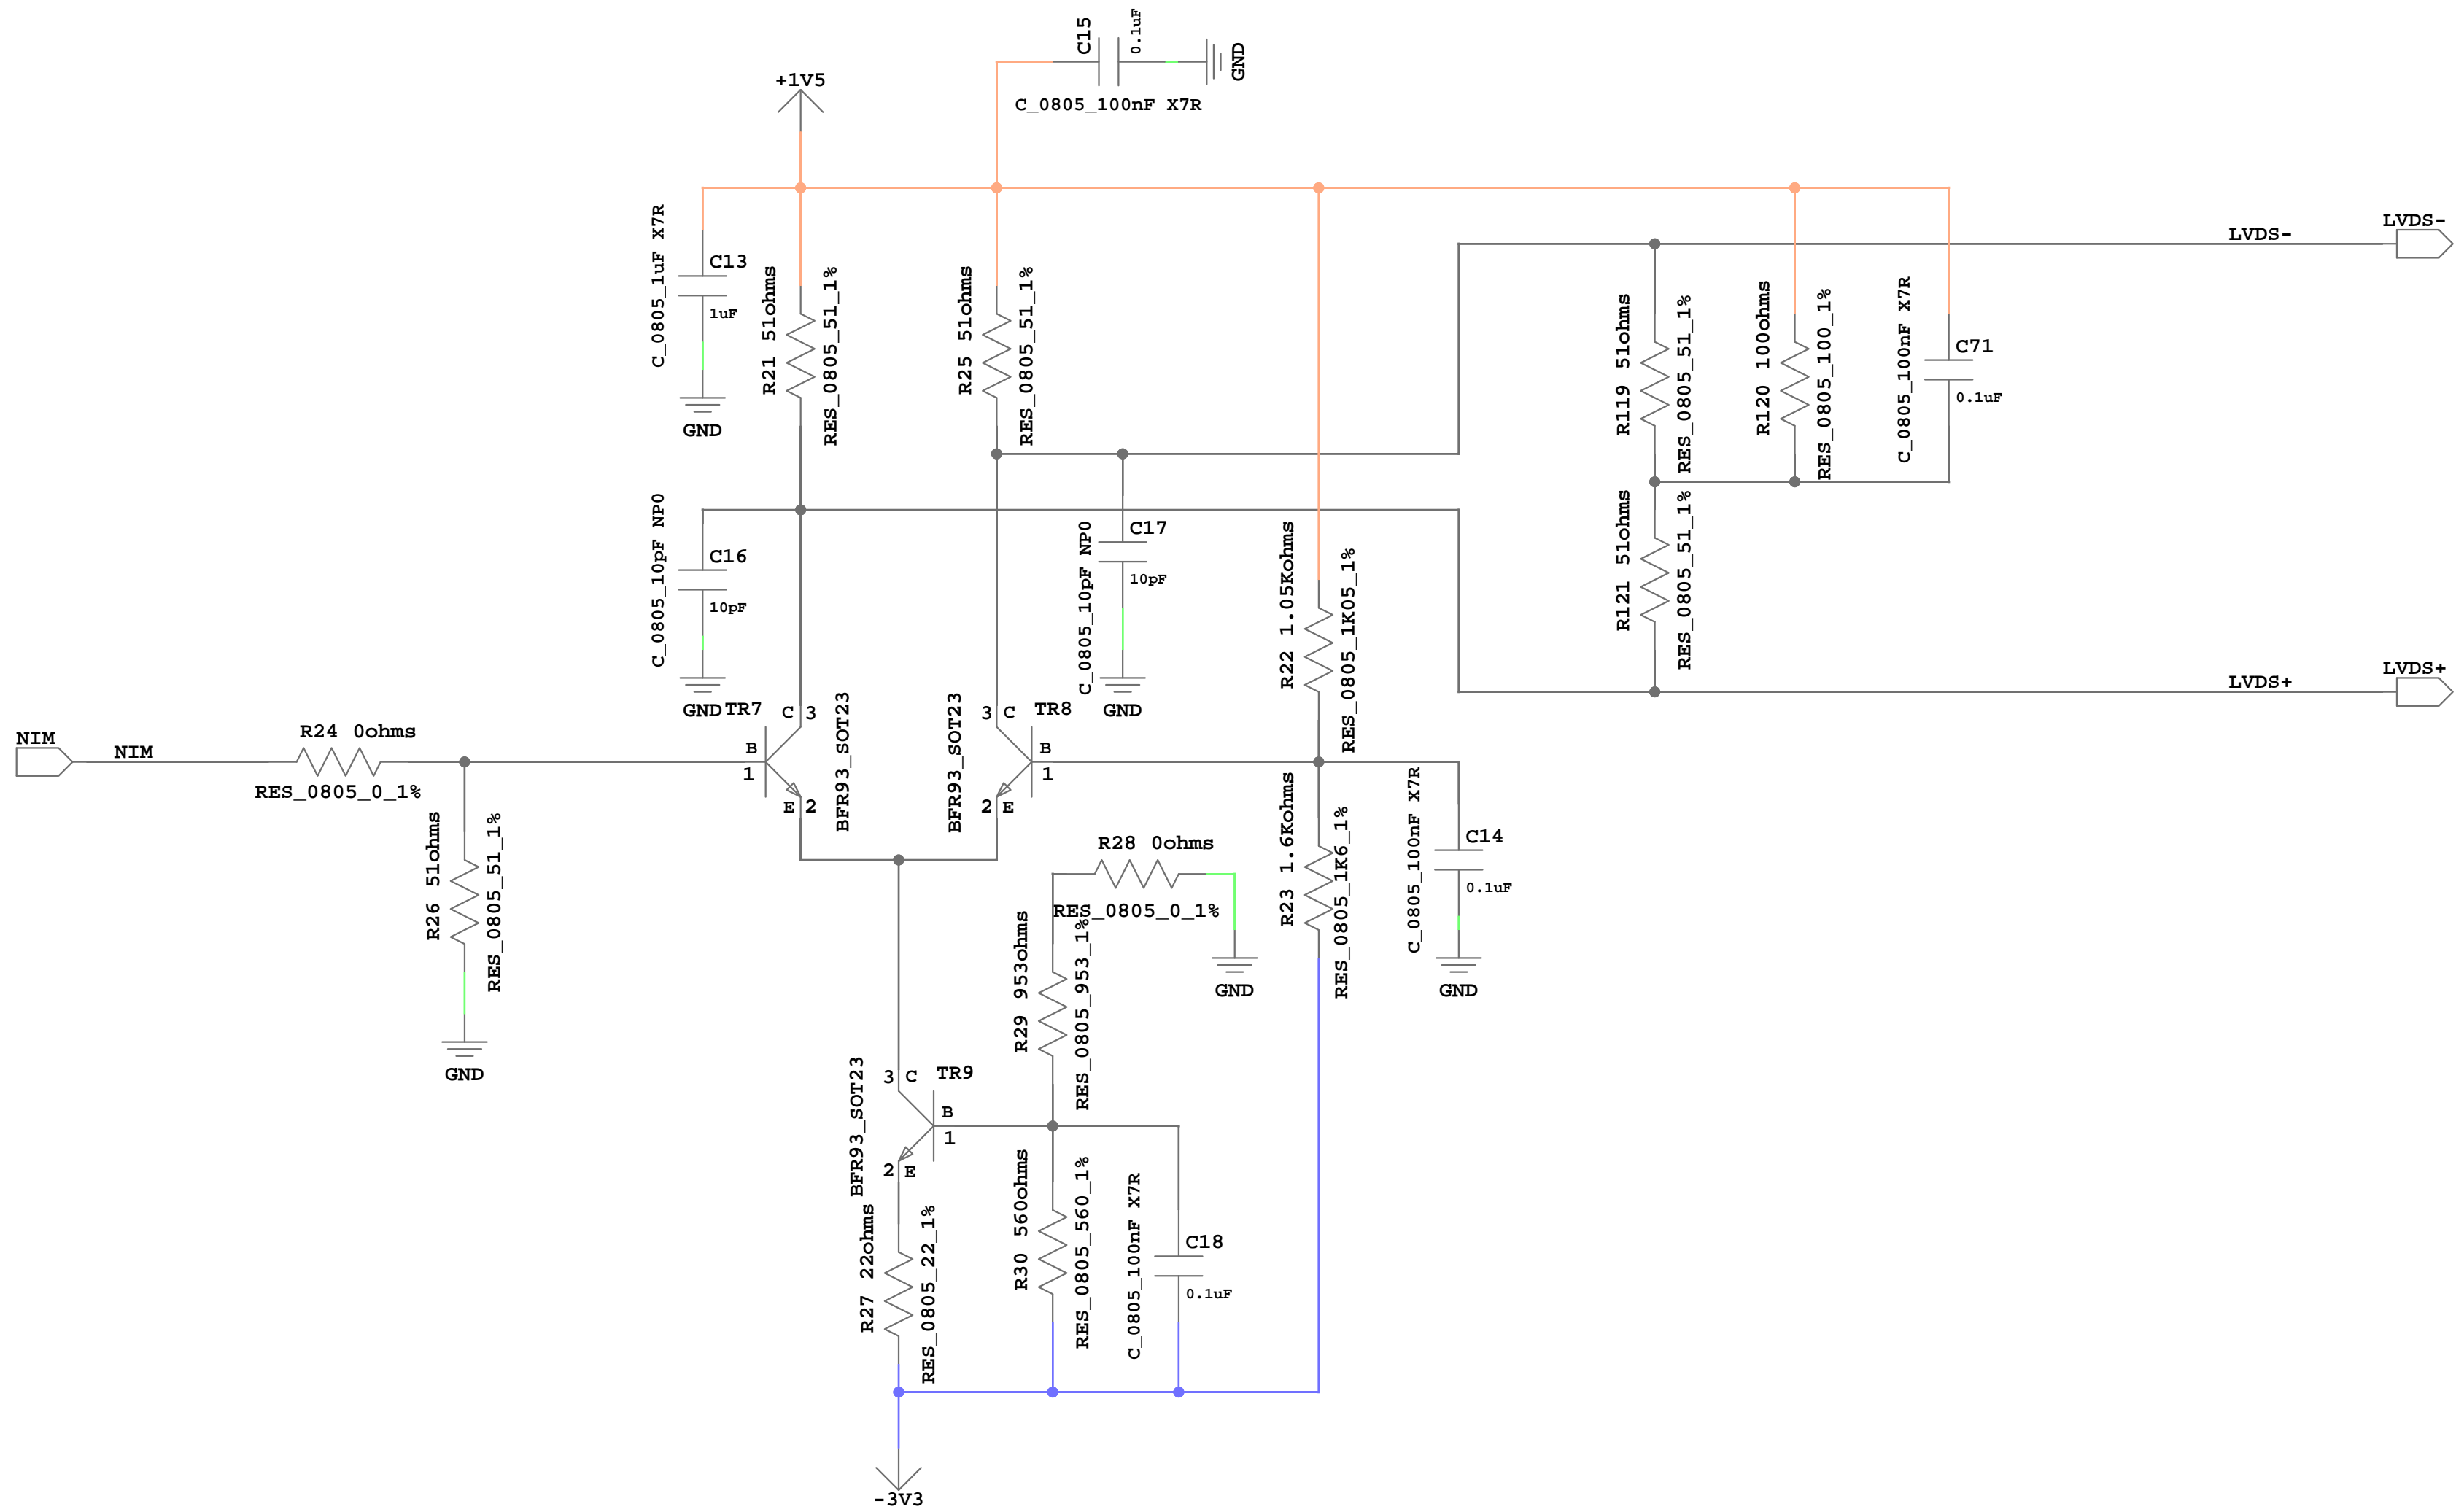 C15
0.1uF
GND
C_0805_100nF X7R
+1V5
LVDS-
LVDS-
C_0805_1uF X7R
C13
1uF
GND
R21 51ohms
RES_0805_51_1%
R25 51ohms
RES_0805_51_1%
R119 51ohms
RES_0805_51_1%
R120 100ohms
RES_0805_100_1%
C_0805_100nF X7R
C71
0.1uF
C_0805_10pF NP0
C16
10pF
GND
C_0805_10pF NP0
C17
10pF
GND
R22 1.05Kohms
RES_0805_1K05_1%
R121 51ohms
RES_0805_51_1%
LVDS+
LVDS+
NIM
NIM
R24 0ohms
RES_0805_0_1%
TR7
C 3
B
1
E 2
BFR93_SOT23
BFR93_SOT23
3 C
TR8
B
1
2 E
R26 51ohms
RES_0805_51_1%
GND
R28 0ohms
RES_0805_0_1%
GND
R23 1.6Kohms
RES_0805_1K6_1%
C_0805_100nF X7R
C14
0.1uF
GND
R29 953ohms
RES_0805_953_1%
BFR93_SOT23
3 C
TR9
B
1
2 E
R27 22ohms
RES_0805_22_1%
R30 560ohms
RES_0805_560_1%
C_0805_100nF X7R
C18
0.1uF
-3V3